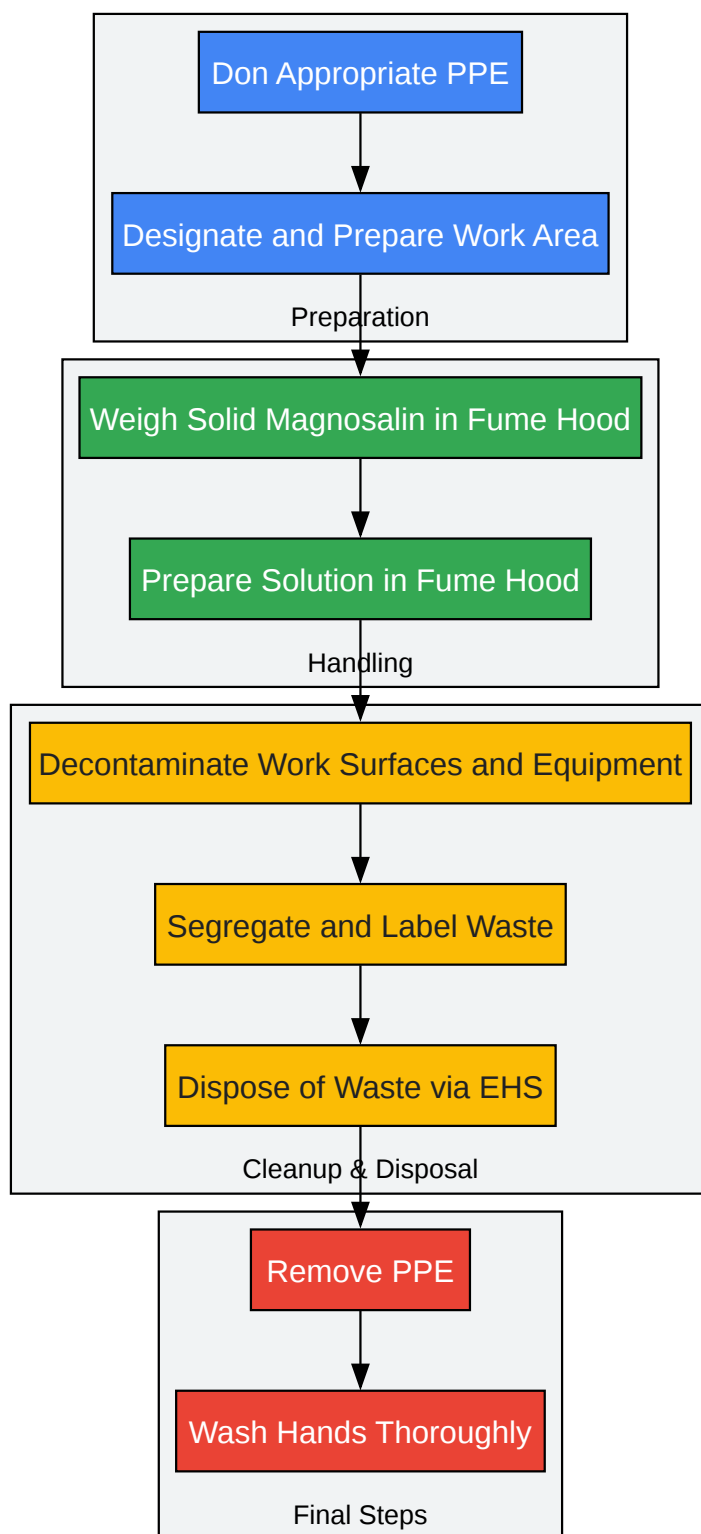 Don Appropriate PPE
Designate and Prepare Work Area
Preparation
Weigh Solid Magnosalin in Fume Hood
Prepare Solution in Fume Hood
Handling
Decontaminate Work Surfaces and Equipment
Segregate and Label Waste
Dispose of Waste via EHS
Cleanup & Disposal
Remove PPE
Wash Hands Thoroughly
Final Steps